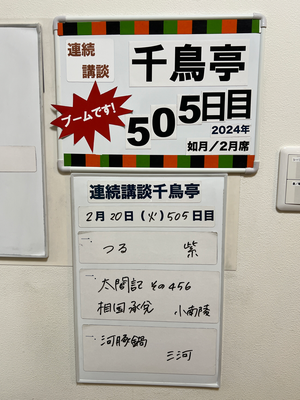 連続
講談
千鳥亭
ブームです!
505日目
2024年
如月/2月席
連続講談千鳥亭
2月20日(火)505日目
一、つる 紫
一、太閤記 その456
相国承兌 小南陵
一、河豚鍋 三河